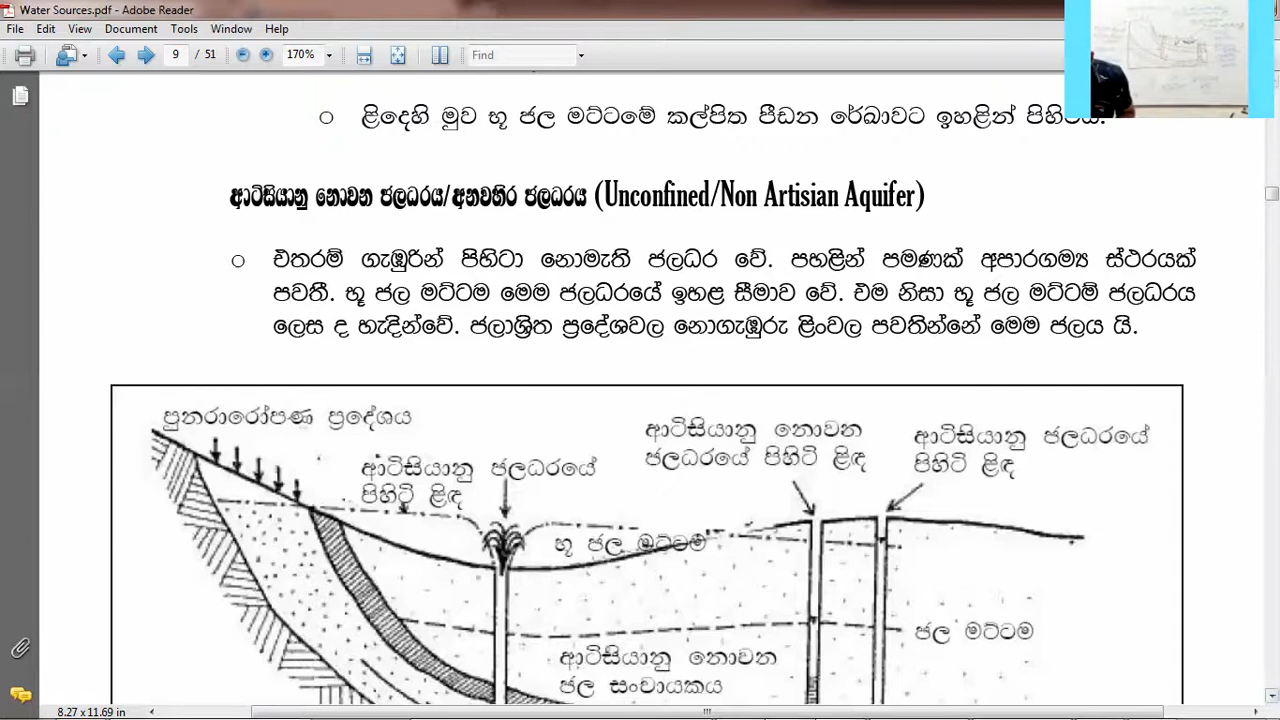 Water Sources.pdf - Adobe Reader
File Edit View Document Tools Window Help
9 / 51 170% Find
ළිදෙහි මුව භූ ජල මට්ටමේ කල්පිත පීඩන රේඛාවට ඉහළින්
ආටිසියානු නොවන ජලධරය/අනවහිර ජලධරය (Unconfined/Non Artisian Aquifer)
එතරම් ගැඹුරින් පිහිටා නොමැති ජලධර වේ. පහළින් පමණක් අපාරගම්‍ය ස්ථරයක්
පවතී. භූ ජල මට්ටම මෙම ජලධරයේ ඉහළ සීමාව වේ. එම නිසා භූ ජල මට්ටම් ජලධරය
ලෙස ද හැදින්වේ. ජලාශ්‍රිත ප්‍රදේශවල නොගැඹුරු ළිංවල පවතින්නේ මෙම ජලය යි.
පුනරාරෝපණ ප්‍රදේශය
ආටිසියානු ජලධරයේ
පිහිටි ළිඳ
ආටිසියානු නොවන
ජලධරයේ පිහිටි ළිඳ
ආටිසියානු ජලධරයේ
පිහිටි ළිඳ
භූ ජල මට්ටම
ජල මට්ටම
ආටිසියානු නොවන
ජල සංචායකය
8.27 x 11.69 in